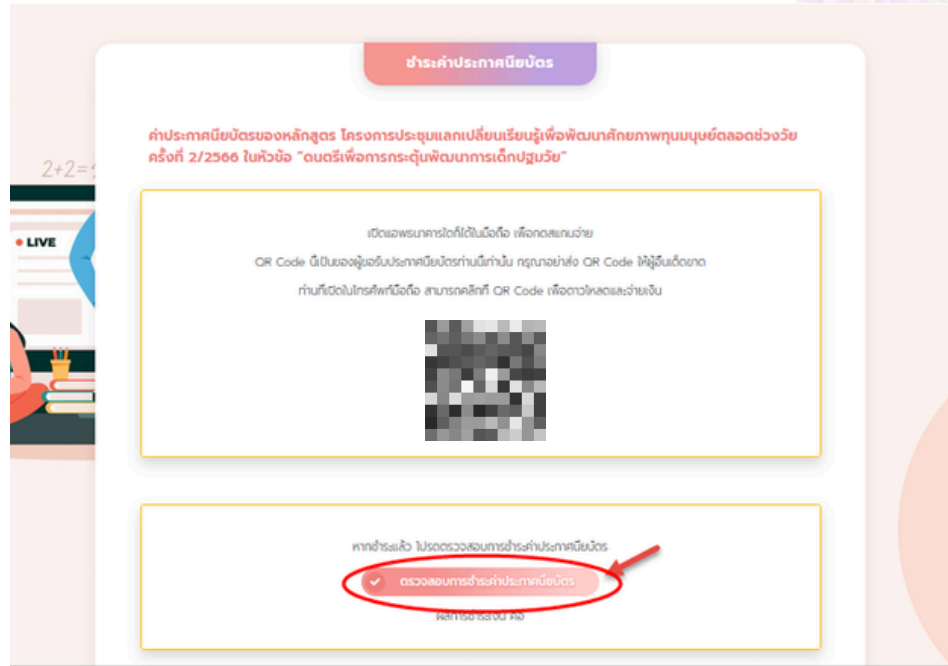 ชำระค่าประกาศนียบัตร
ค่าประกาศนียบัตรของหลักสูตร โครงการประชุมแลกเปลี่ยนเรียนรู้เพื่อพัฒนาศักยภาพทุนมนุษย์ตลอดช่วงวัย
ครั้งที่ 2/2566 ในหัวข้อ "ดนตรีเพื่อการกระตุ้นพัฒนาการเด็กปฐมวัย"
2+2=
LIVE
เปิดแอพธนาคารใดก็ได้ในมือถือ เพื่อกดสแกนจ่าย
QR Code นี้เป็นของผู้ขอรับประกาศนียบัตรท่านนี้เท่านั้น กรุณาอย่าส่ง QR Code ให้ผู้อื่นเด็ดขาด
ท่านที่เปิดในโทรศัพท์มือถือ สามารถคลิกที่ QR Code เพื่อดาวโหลดและจ่ายเงิน
หากชำระแล้ว โปรดตรวจสอบการชำระค่าประกาศนียบัตร
ตรวจสอบการชำระค่าประกาศนียบัตร
ผลการชำระเงิน คือ